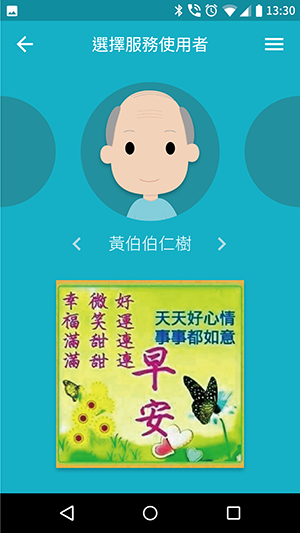 13:30
選擇服務使用者
黃伯伯仁樹
好運連連
微笑甜甜
幸福滿滿
天天好心情
事事都如意
早安